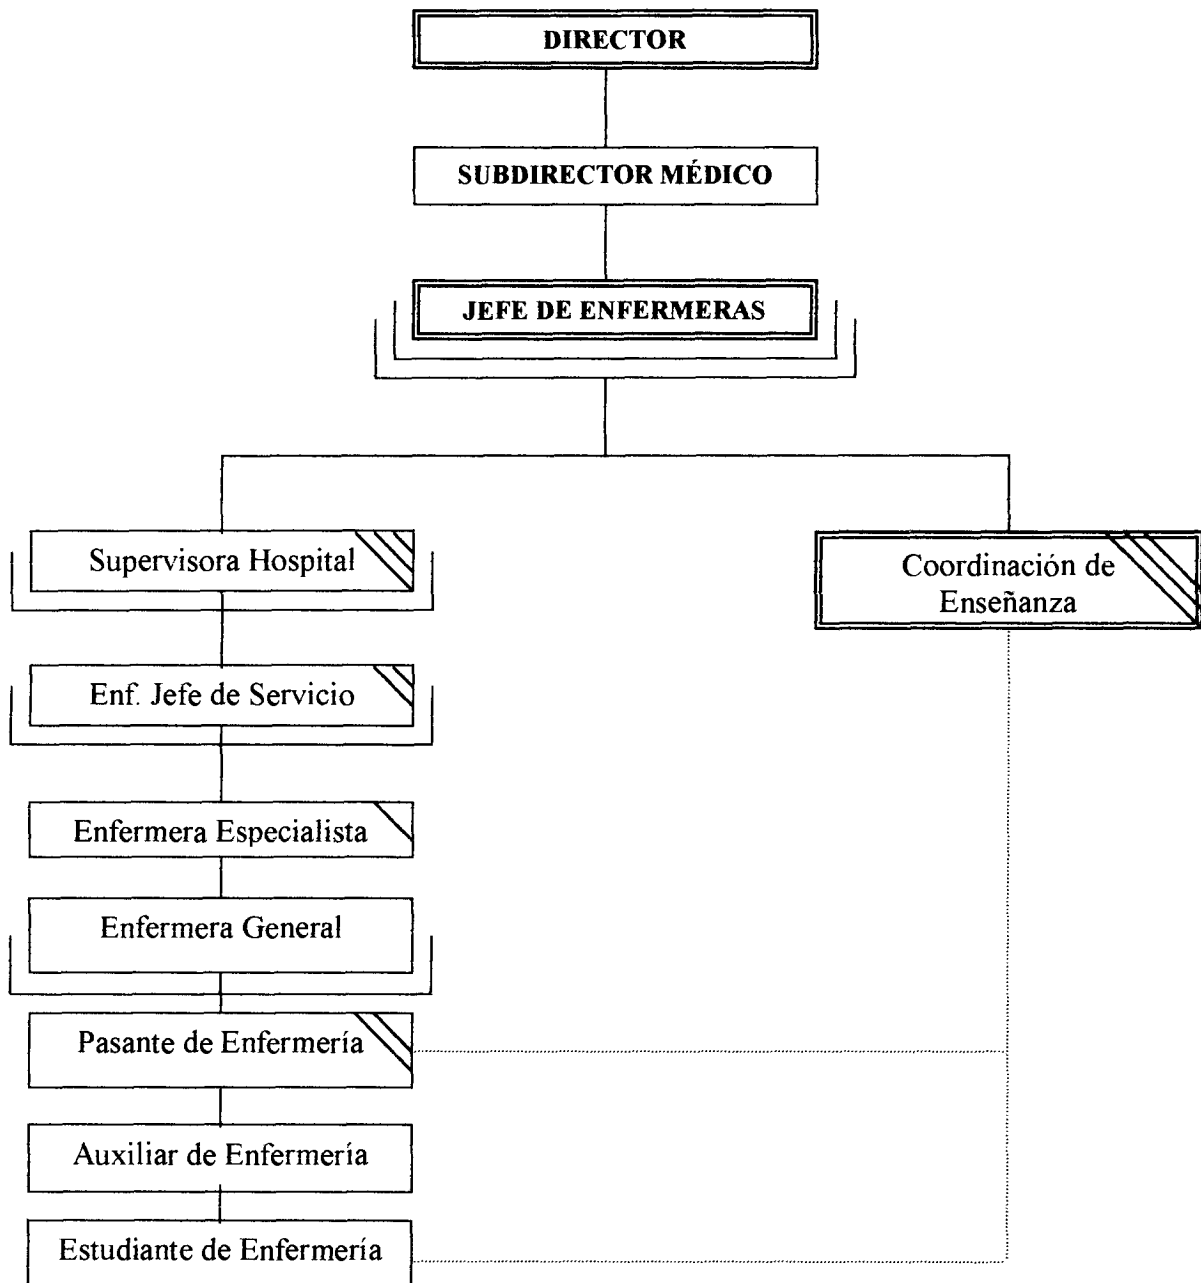 DIRECTOR
SUBDIRECTOR MÉDICO
JEFE DE ENFERMERAS
Supervisora Hospital
Coordinación de
Enseñanza
Enf. Jefe de Servicio
Enfermera Especialista
Enfermera General
Pasante de Enfermería
Auxiliar de Enfermería
Estudiante de Enfermería